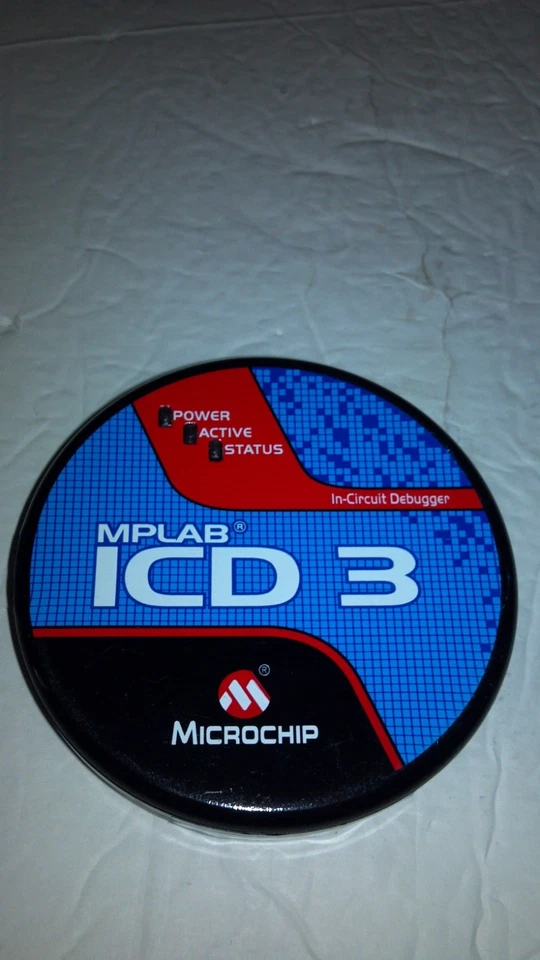 POWER
ACTIVE
STATUS
In-Circuit Debugger
MPLAB®
ICD 3
®
MICROCHIP